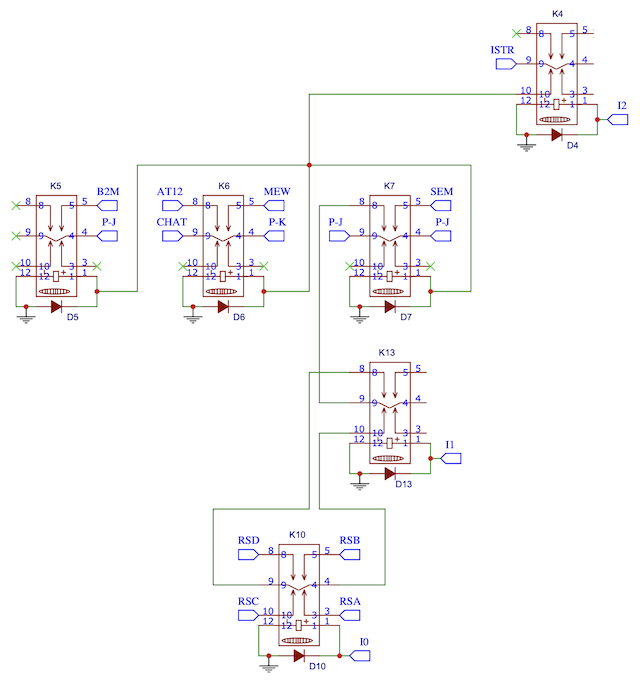 K4
8 8 5 5
ISTR 9 9 4 4
10 10 3 3
12 12 + 1 1 I2
D4
K5
8 8 5 5 B2M
9 9 4 4 P-J
10 10 3 3
12 12 + 1 1
D5
K6
AT12 8 8 5 5 MEW
CHAT 9 9 4 4 P-K
10 10 3 3
12 12 + 1 1
D6
K7
8 8 5 5 SEM
P-J 9 9 4 4 P-J
10 10 3 3
12 12 + 1 1
D7
K13
8 8 5 5
9 9 4 4
10 10 3 3
12 12 + 1 1 I1
D13
K10
RSD 8 8 5 5 RSB
9 9 4 4
RSC 10 10 3 3 RSA
12 12 + 1 1 I0
D10